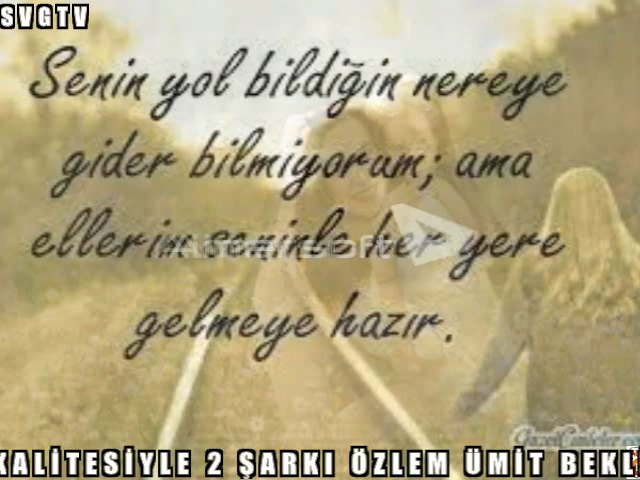 SVGTV
Senin yol bildiğin nereye
gider bilmiyorum; ama
ellerim seninle her yere
gelmeye hazır.
KALİTESİYLE 2 ŞARKI ÖZLEM ÜMİT BEKL